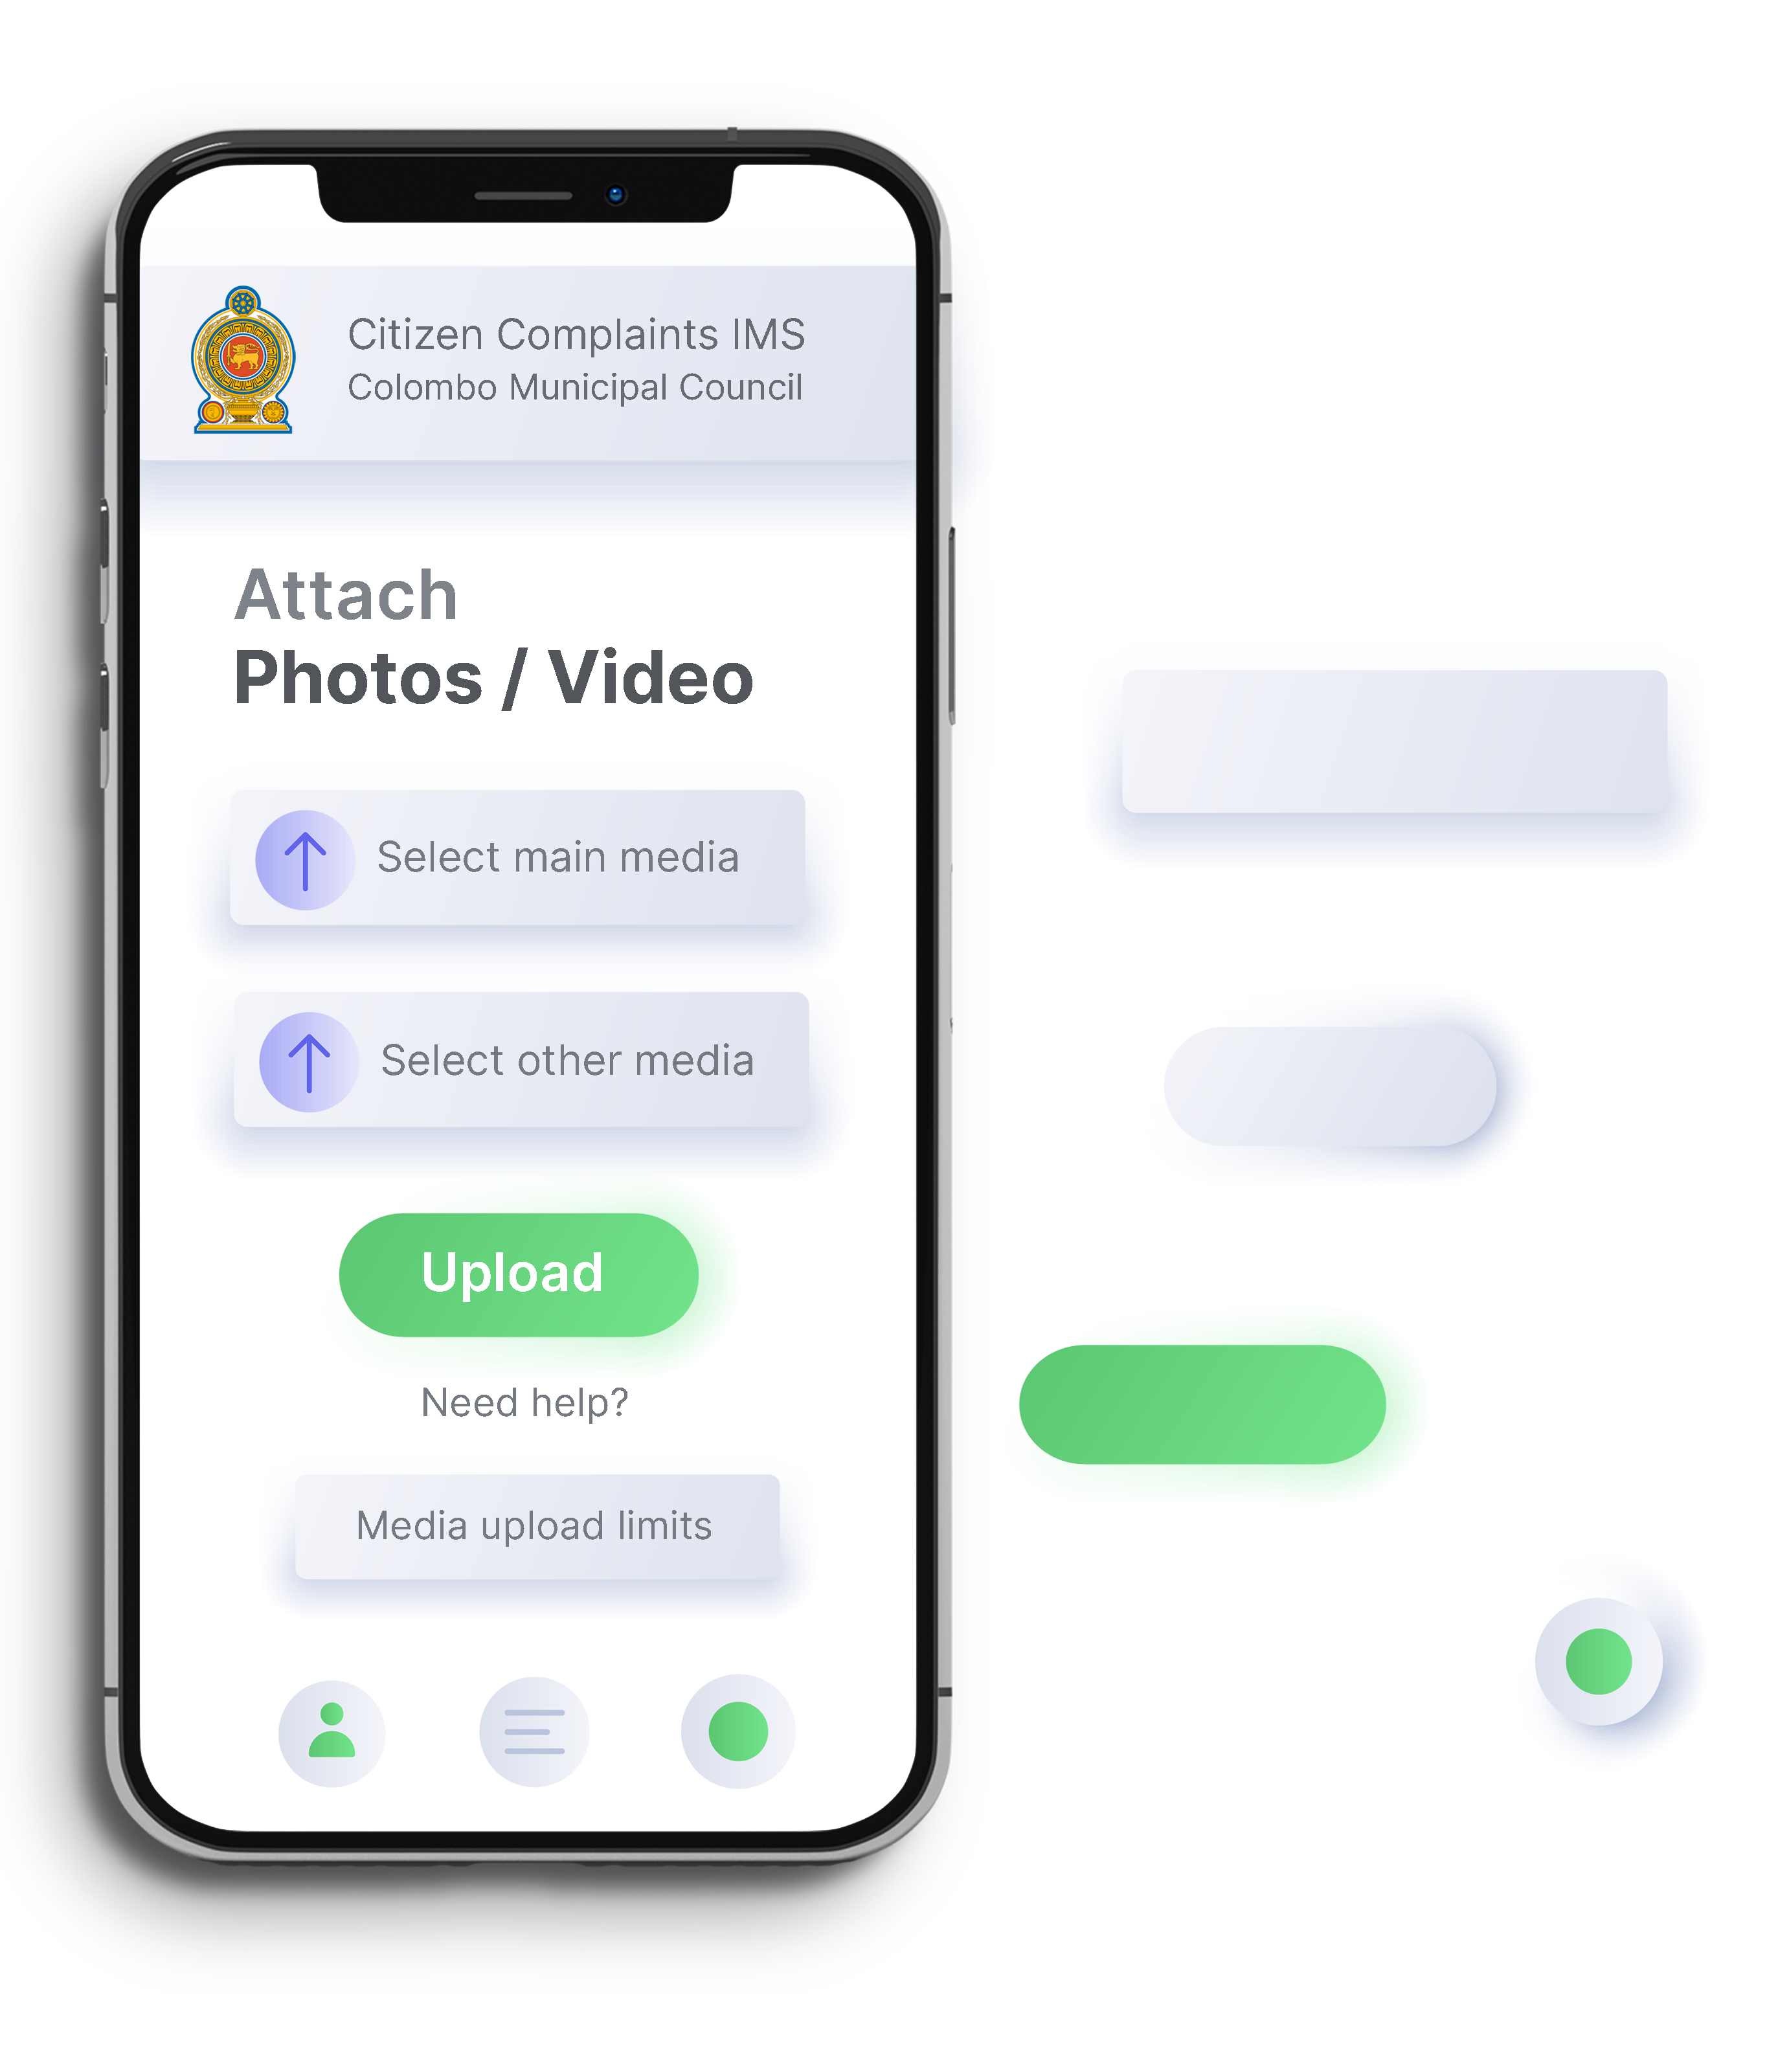 Citizen Complaints IMS
Colombo Municipal Council
Attach
Photos / Video
Select main media
Select other media
Upload
Need help?
Media upload limits